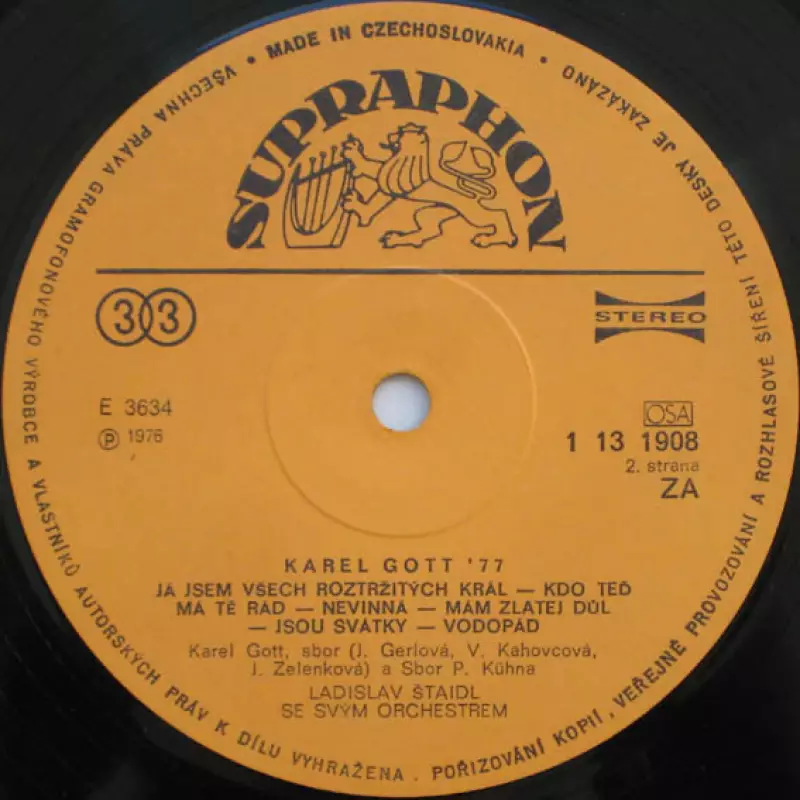 VŠECHNA PRÁVA GRAMOFONOVÉHO VÝROBCE A VLASTNÍKŮ AUTORSKÝCH PRÁV K DÍLU VYHRAŽENA. POŘIZOVÁNÍ KOPIÍ, VEŘEJNÉ PROVOZOVÁNÍ A ROZHLASOVÉ ŠÍŘENÍ TÉTO DESKY JE ZAKÁZÁNO
• MADE IN CZECHOSLOVAKIA •
SUPRAPHON
33
STEREO
E 3634
Ⓟ 1976
OSA
1 13 1908
2. strana
ZA
KAREL GOTT '77
JÁ JSEM VŠECH ROZTRŽITÝCH KRÁL — KDO TEĎ
MÁ TĚ RÁD — NEVINNÁ — MÁM ZLATEJ DŮL
— JSOU SVÁTKY — VODOPÁD
Karel Gott, sbor (J. Gerlová, V. Kahovcová,
J. Zelenková) a Sbor P. Kühna
LADISLAV ŠTAIDL
SE SVÝM ORCHESTREM